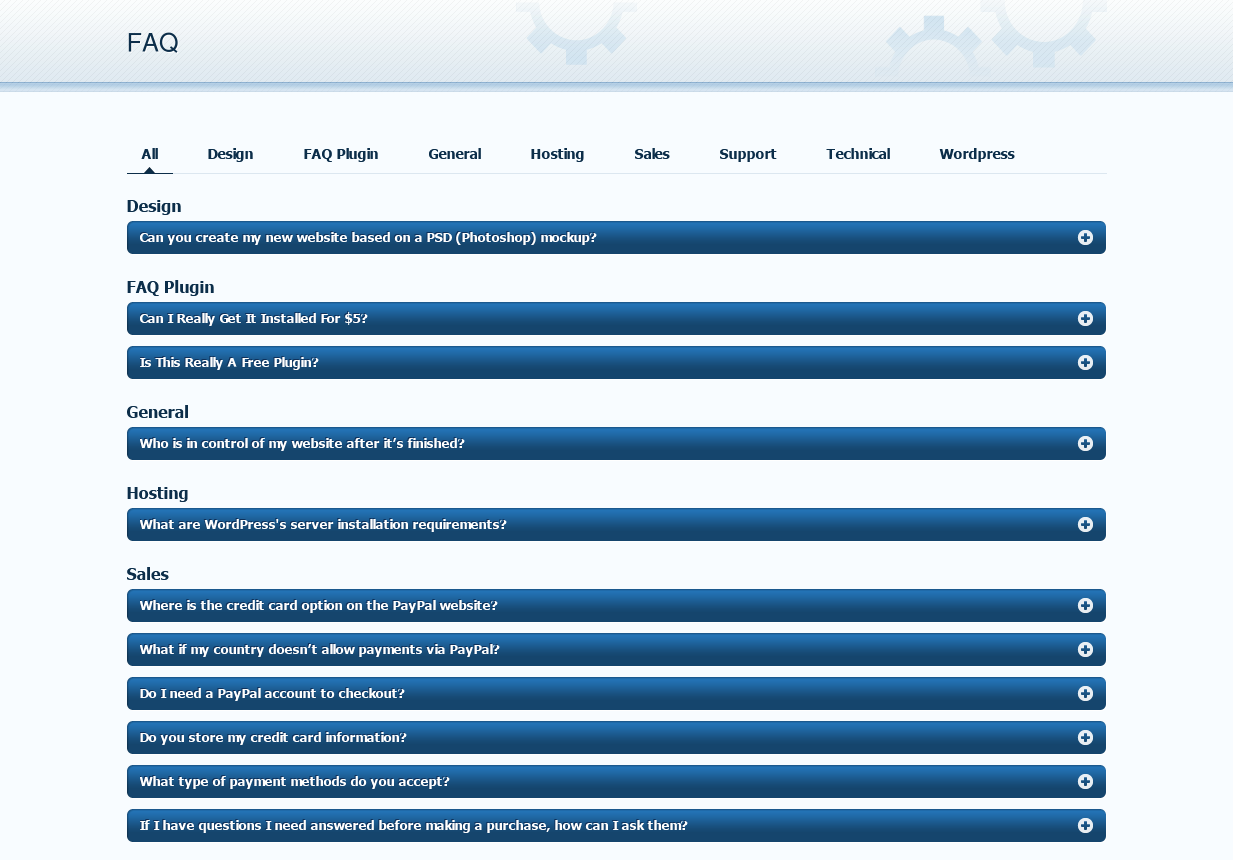 FAQ
All Design FAQ Plugin General Hosting Sales Support Technical Wordpress
Design
Can you create my new website based on a PSD (Photoshop) mockup?
FAQ Plugin
Can I Really Get It Installed For $5?
Is This Really A Free Plugin?
General
Who is in control of my website after it’s finished?
Hosting
What are WordPress's server installation requirements?
Sales
Where is the credit card option on the PayPal website?
What if my country doesn’t allow payments via PayPal?
Do I need a PayPal account to checkout?
Do you store my credit card information?
What type of payment methods do you accept?
If I have questions I need answered before making a purchase, how can I ask them?